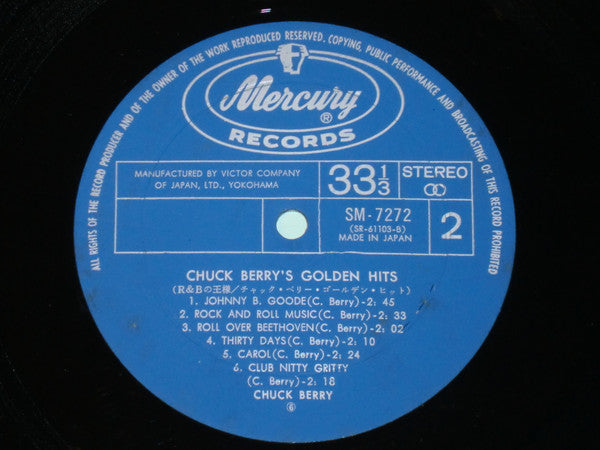 ALL RIGHTS OF THE RECORD PRODUCER AND OF THE OWNER OF THE WORK REPRODUCED RESERVED. COPYING, PUBLIC PERFORMANCE AND BROADCASTING OF THIS RECORD PROHIBITED
Mercury®
RECORDS
MANUFACTURED BY VICTOR COMPANY
OF JAPAN, LTD., YOKOHAMA
33 1/3
STEREO
SM-7272
(SR-61103-B)
MADE IN JAPAN
2
CHUCK BERRY'S GOLDEN HITS
(R&Bの王様/チャック・ベリー・ゴールデン・ヒット)
1. JOHNNY B. GOODE(C. Berry)-2: 45
2. ROCK AND ROLL MUSIC(C. Berry)-2: 33
3. ROLL OVER BEETHOVEN(C. Berry)-2: 02
4. THIRTY DAYS(C. Berry)-2: 10
5. CAROL(C. Berry)-2: 24
6. CLUB NITTY GRITTY
(C. Berry)-2: 18
CHUCK BERRY
⑥